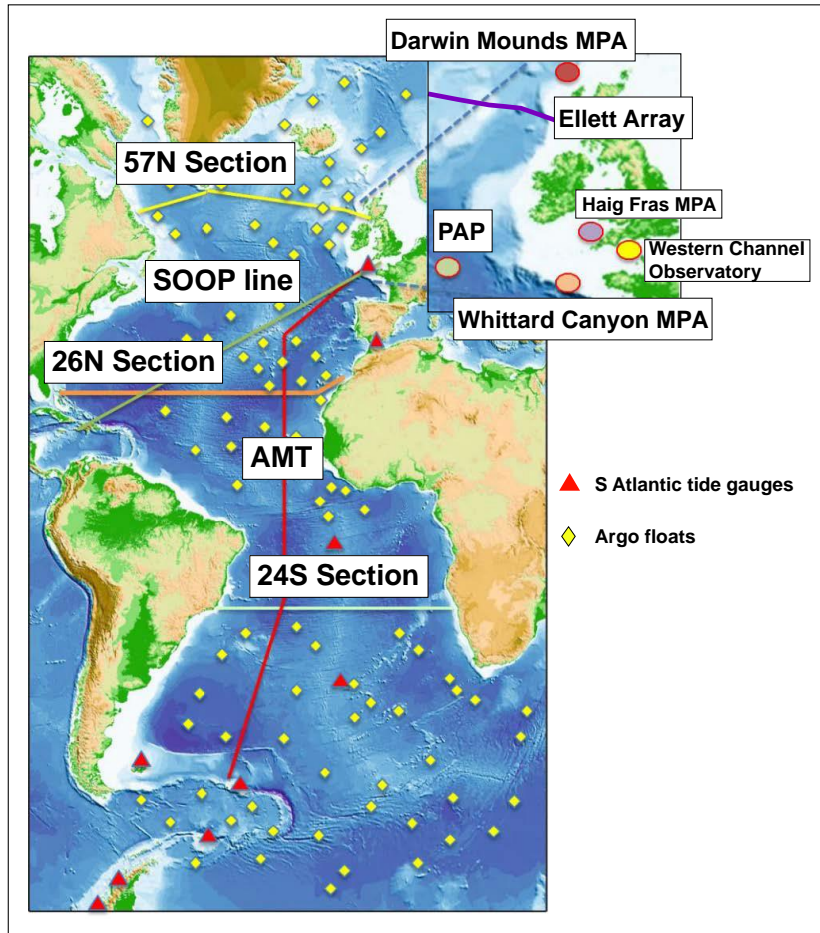 Darwin Mounds MPA
Ellett Array
57N Section
Haig Fras MPA
PAP
Western Channel
Observatory
SOOP line
Whittard Canyon MPA
26N Section
AMT
S Atlantic tide gauges
Argo floats
24S Section